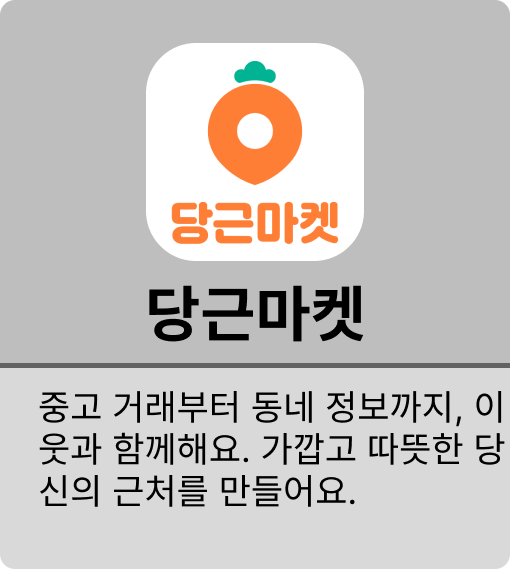 당근마켓
당근마켓
중고 거래부터 동네 정보까지, 이
웃과 함께해요. 가깝고 따뜻한 당
신의 근처를 만들어요.